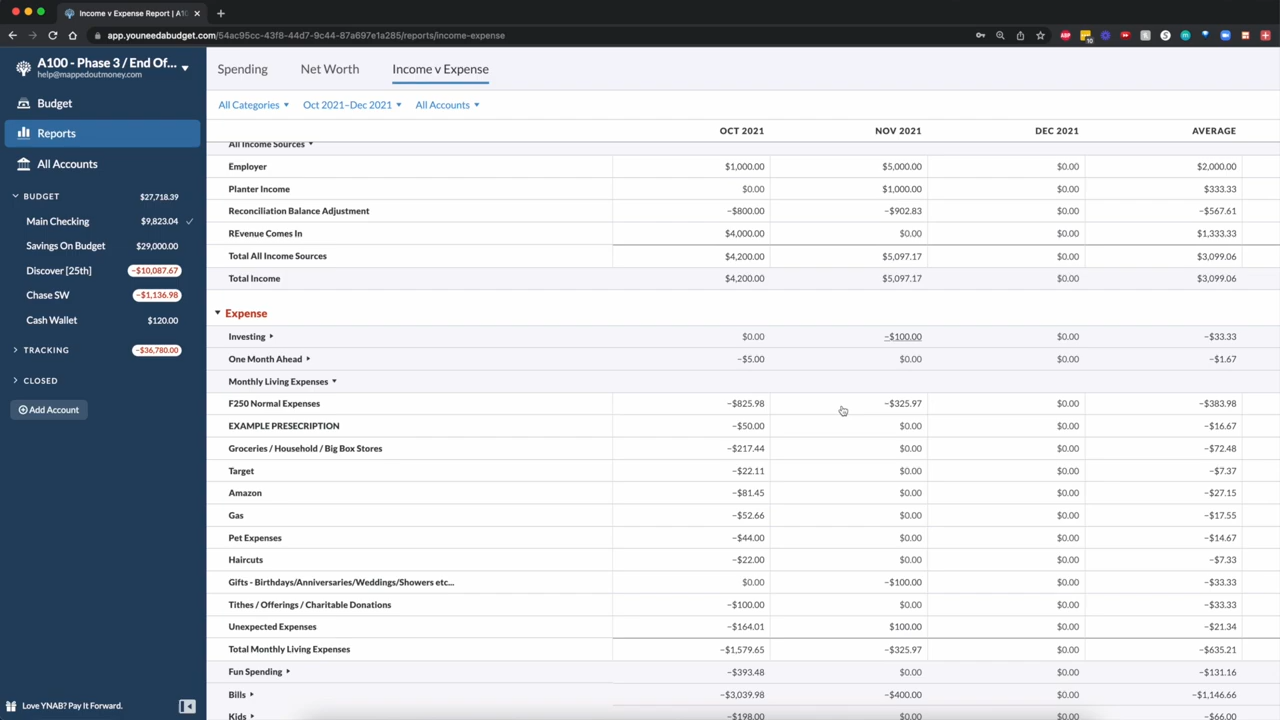 Income v Expense Report | A10
app.youneedabudget.com/54ac95cc-43f8-44d7-9c44-87a697e1a285/reports/income-expense
A100 - Phase 3 / End Of...
help@mappedoutmoney.com
Budget
Reports
All Accounts
BUDGET $27,718.39
Main Checking $9,823.04
Savings On Budget $29,000.00
Discover [25th] −$10,087.67
Chase SW −$1,136.98
Cash Wallet $120.00
TRACKING −$36,780.00
CLOSED
Add Account
Love YNAB? Pay It Forward.
Spending Net Worth Income v Expense
All Categories Oct 2021–Dec 2021 All Accounts
OCT 2021 NOV 2021 DEC 2021 AVERAGE
All Income Sources
Employer $1,000.00 $5,000.00 $0.00 $2,000.00
Planter Income $0.00 $1,000.00 $0.00 $333.33
Reconciliation Balance Adjustment −$800.00 −$902.83 $0.00 −$567.61
REvenue Comes In $4,000.00 $0.00 $0.00 $1,333.33
Total All Income Sources $4,200.00 $5,097.17 $0.00 $3,099.06
Total Income $4,200.00 $5,097.17 $0.00 $3,099.06
Expense
Investing $0.00 −$100.00 $0.00 −$33.33
One Month Ahead −$5.00 $0.00 $0.00 −$1.67
Monthly Living Expenses
F250 Normal Expenses −$825.98 −$325.97 $0.00 −$383.98
EXAMPLE PRESECRIPTION −$50.00 $0.00 $0.00 −$16.67
Groceries / Household / Big Box Stores −$217.44 $0.00 $0.00 −$72.48
Target −$22.11 $0.00 $0.00 −$7.37
Amazon −$81.45 $0.00 $0.00 −$27.15
Gas −$52.66 $0.00 $0.00 −$17.55
Pet Expenses −$44.00 $0.00 $0.00 −$14.67
Haircuts −$22.00 $0.00 $0.00 −$7.33
Gifts - Birthdays/Anniversaries/Weddings/Showers etc... $0.00 −$100.00 $0.00 −$33.33
Tithes / Offerings / Charitable Donations −$100.00 $0.00 $0.00 −$33.33
Unexpected Expenses −$164.01 $100.00 $0.00 −$21.34
Total Monthly Living Expenses −$1,579.65 −$325.97 $0.00 −$635.21
Fun Spending −$393.48 $0.00 $0.00 −$131.16
Bills −$3,039.98 −$400.00 $0.00 −$1,146.66
Kids −$198.00 $0.00 $0.00 −$66.00